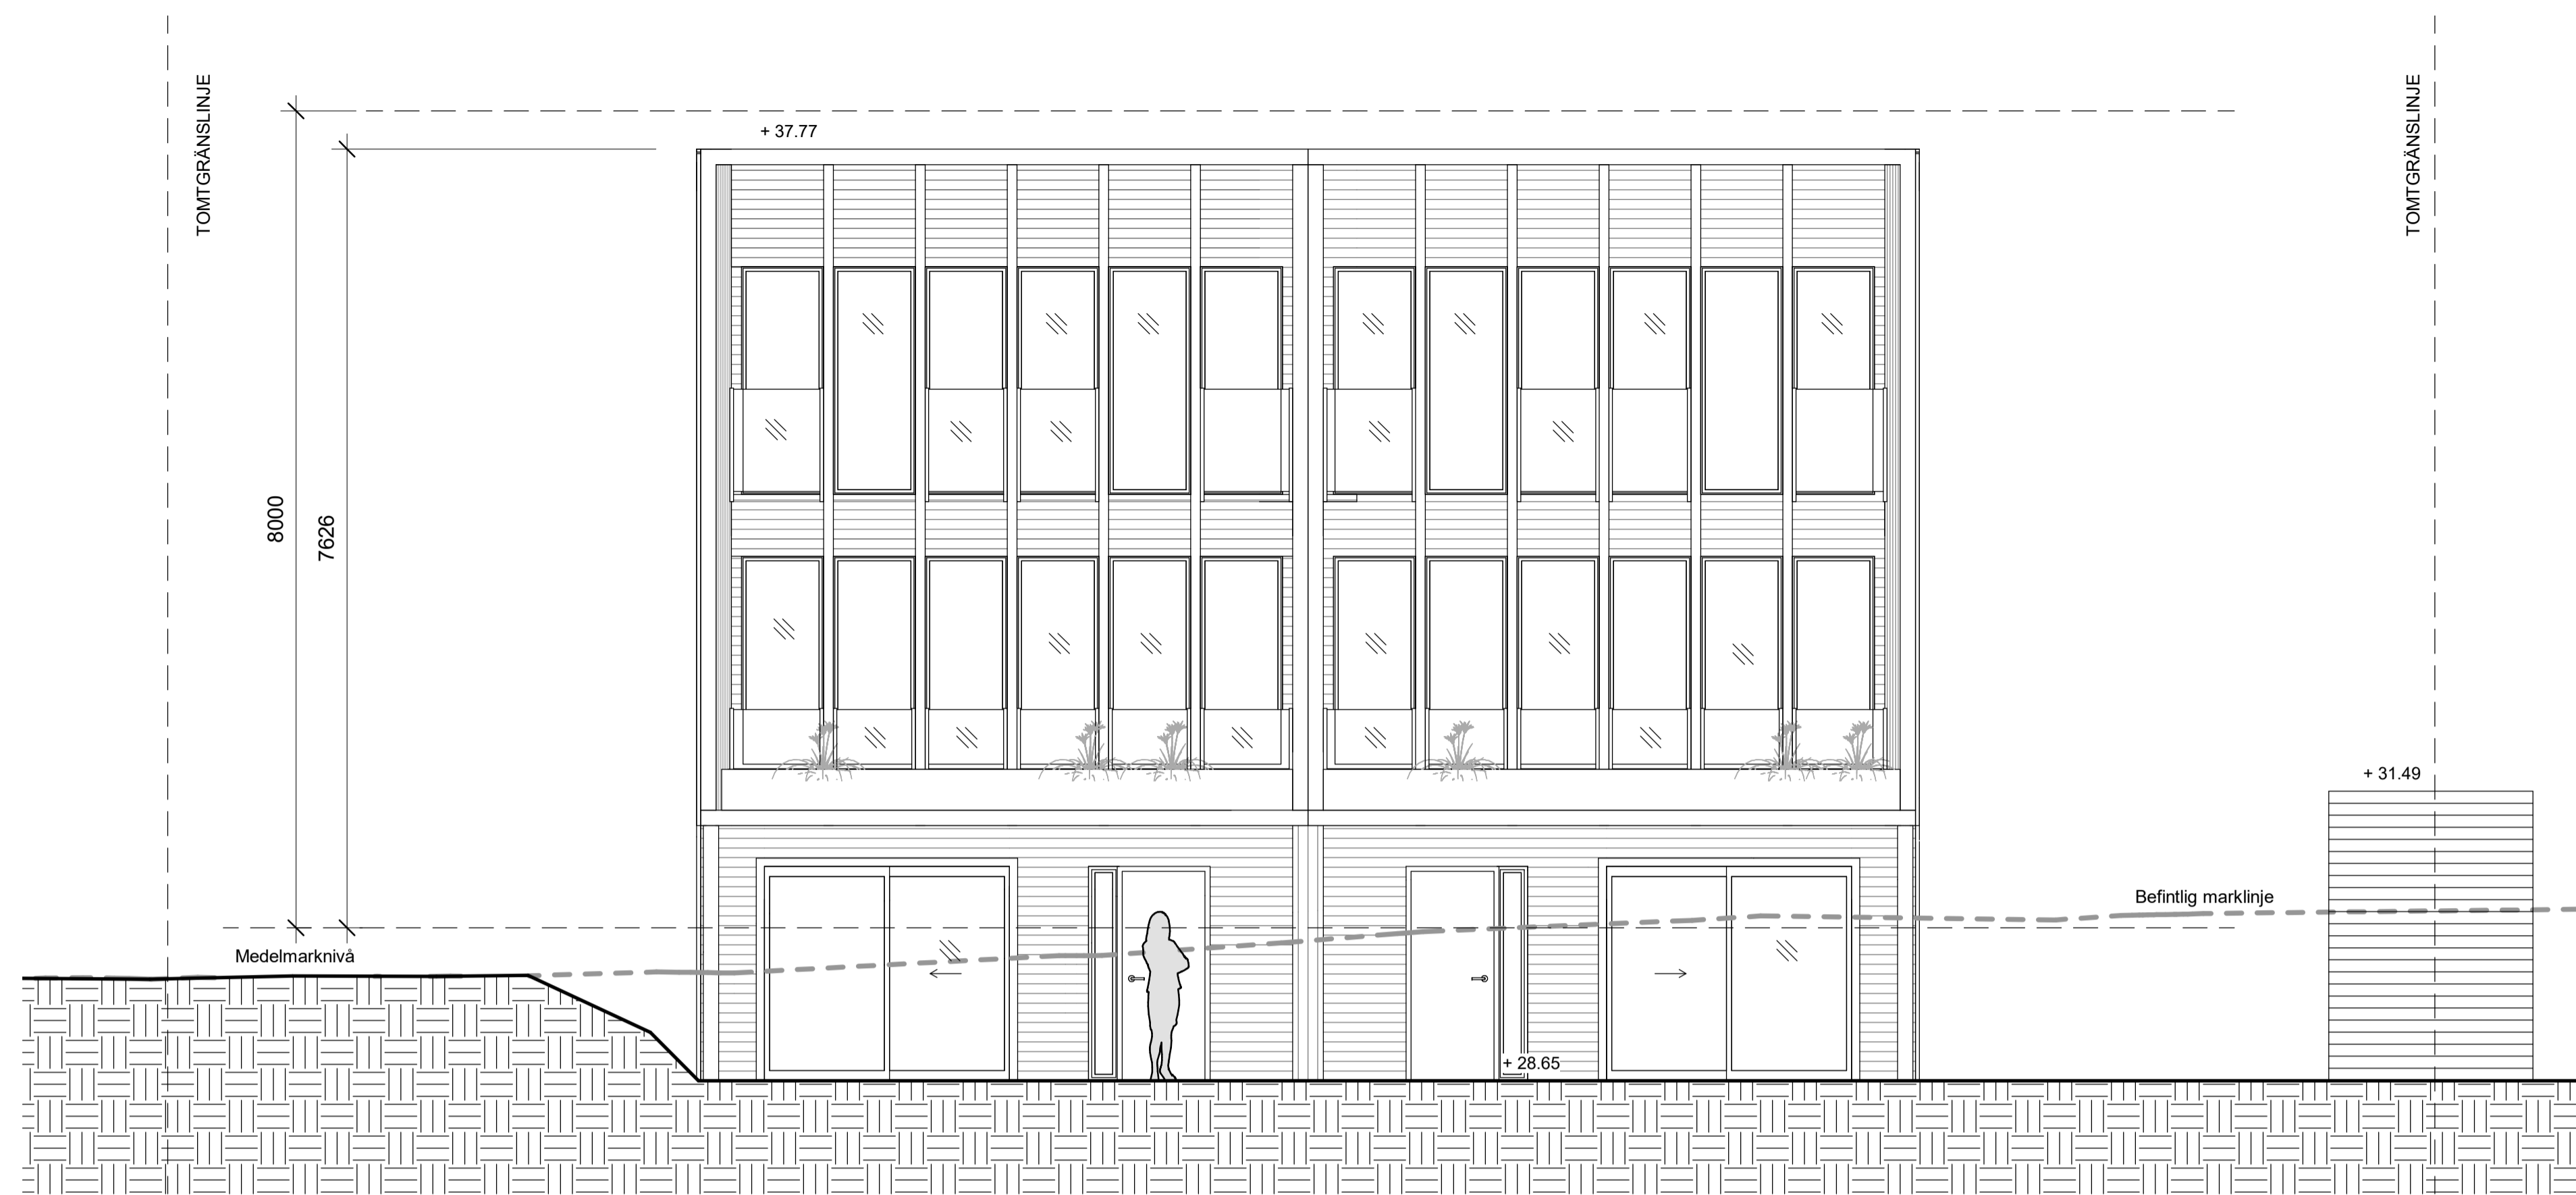 TOMTGRÄNSLINJE
TOMTGRÄNSLINJE
+ 37.77
8000
7626
+ 31.49
Befintlig marklinje
Medelmarknivå
+ 28.65